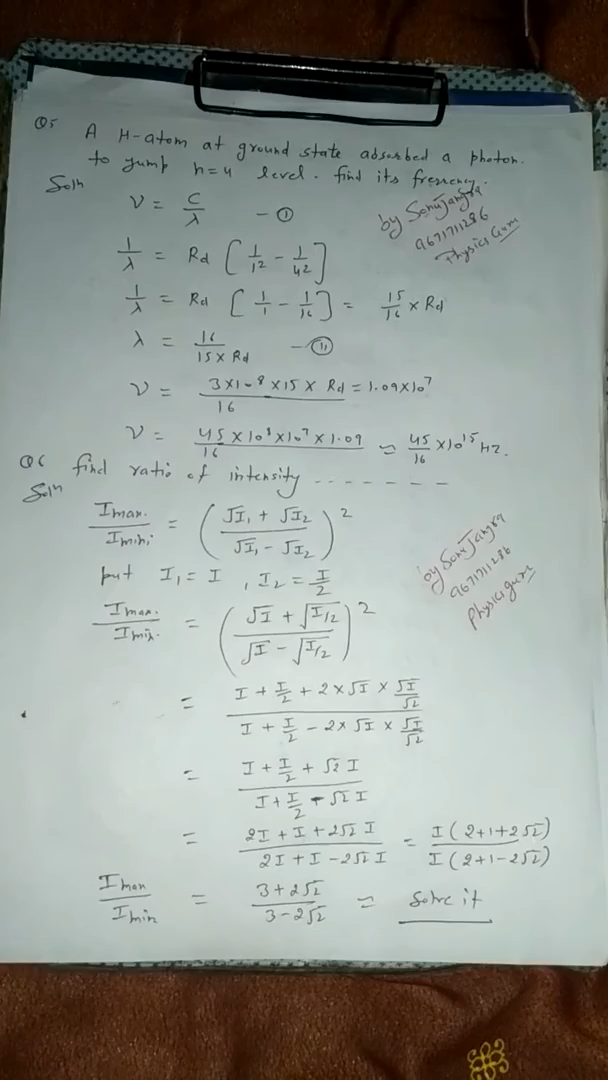 Q5 A H-atom at ground state absorbed a photon.
to jump n=4 level. find its frequency.
Soln
ν = C/λ — ①
by Sonu Jangra
9671711286
Physics Gum
1/λ = Rd [1/1² - 1/4²]
1/λ = Rd [1/1 - 1/16] = 15/16 × Rd
λ = 16/(15 × Rd) — ⑪
ν = 3×10⁸ × 15 × Rd = 1.09×10⁷ / 16
ν = 45 × 10⁸ × 10⁷ × 1.09 / 16 ≈ 45/16 × 10¹⁵ Hz.
Q6 find ratio of intensity - - - - - - -
Soln
Imax./Imini = ((√I₁ + √I₂)/(√I₁ - √I₂))²
put I₁ = I , I₂ = I/2
by Sonu Jangra
9671711286
Physics gum
Imax./Imin. = ((√I + √I/2)/(√I - √I/2))²
= (I + I/2 + 2 × √I × √I/√2)/(I + I/2 - 2 × √I × √I/√2)
= (I + I/2 + √2 I)/(I + I/2 - √2 I)
= (2I + I + 2√2 I)/(2I + I - 2√2 I) = I(2+1+2√2)/I(2+1-2√2)
Imax/Imin = (3+2√2)/(3-2√2) = Solve it